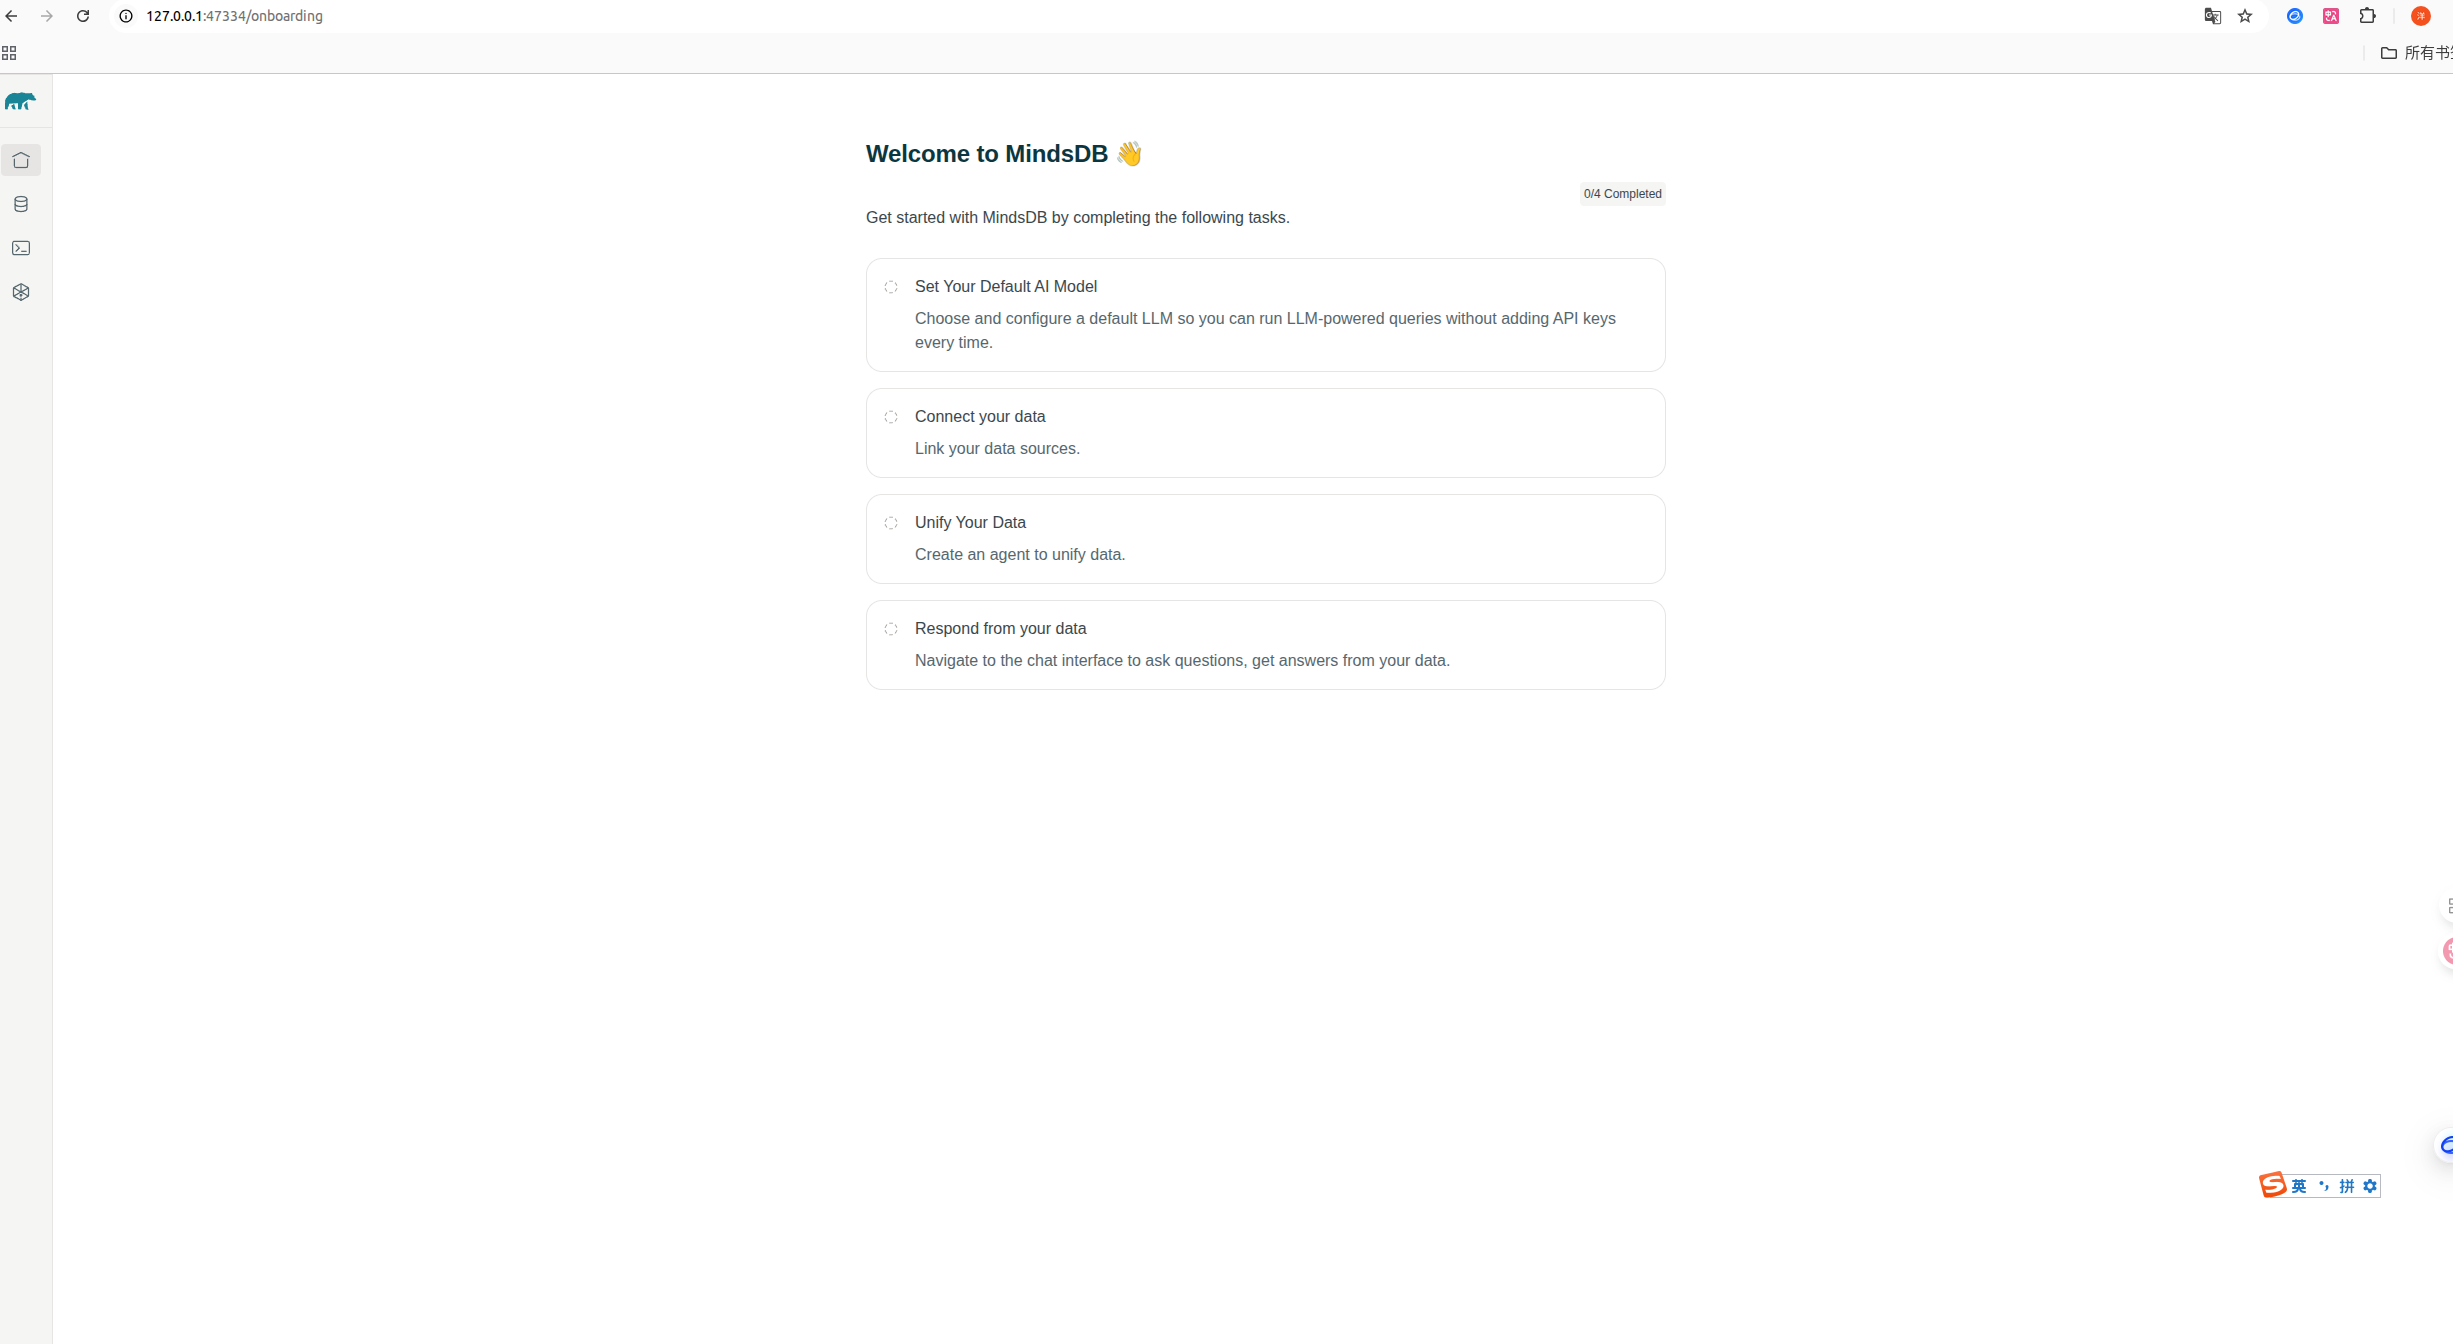 127.0.0.1:47334/onboarding
所有书
Welcome to MindsDB 👋
0/4 Completed
Get started with MindsDB by completing the following tasks.
Set Your Default AI Model
Choose and configure a default LLM so you can run LLM-powered queries without adding API keys
every time.
Connect your data
Link your data sources.
Unify Your Data
Create an agent to unify data.
Respond from your data
Navigate to the chat interface to ask questions, get answers from your data.
英 拼